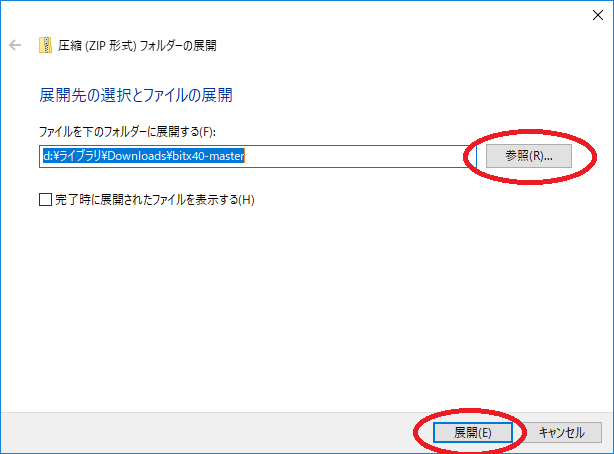 圧縮 (ZIP 形式) フォルダーの展開
展開先の選択とファイルの展開
ファイルを下のフォルダーに展開する(F):
d:¥ライブラリ¥Downloads¥bitx40-master
参照(R)...
完了時に展開されたファイルを表示する(H)
展開(E)
キャンセル